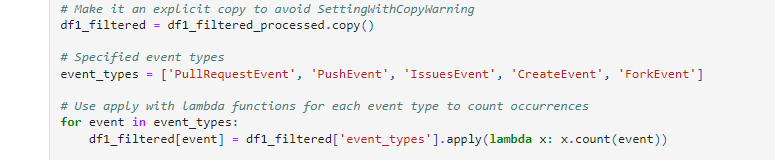 # Make it an explicit copy to avoid SettingWithCopyWarning
df1_filtered = df1_filtered_processed.copy()
# Specified event types
event_types = ['PullRequestEvent', 'PushEvent', 'IssuesEvent', 'CreateEvent', 'ForkEvent']
# Use apply with lambda functions for each event type to count occurrences
for event in event_types:
    df1_filtered[event] = df1_filtered['event_types'].apply(lambda x: x.count(event))